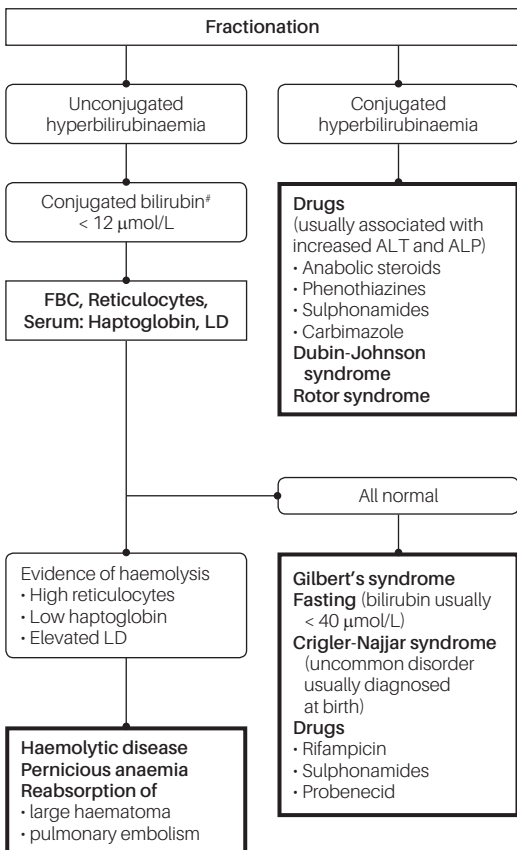 Fractionation
Unconjugated
hyperbilirubinaemia
Conjugated
hyperbilirubinaemia
Conjugated bilirubin#
< 12 μmol/L
Drugs
(usually associated with
increased ALT and ALP)
• Anabolic steroids
• Phenothiazines
• Sulphonamides
• Carbimazole
Dubin-Johnson
syndrome
Rotor syndrome
FBC, Reticulocytes,
Serum: Haptoglobin, LD
All normal
Evidence of haemolysis
• High reticulocytes
• Low haptoglobin
• Elevated LD
Gilbert's syndrome
Fasting (bilirubin usually
< 40 μmol/L)
Crigler-Najjar syndrome
(uncommon disorder
usually diagnosed
at birth)
Drugs
• Rifampicin
• Sulphonamides
• Probenecid
Haemolytic disease
Pernicious anaemia
Reabsorption of
• large haematoma
• pulmonary embolism